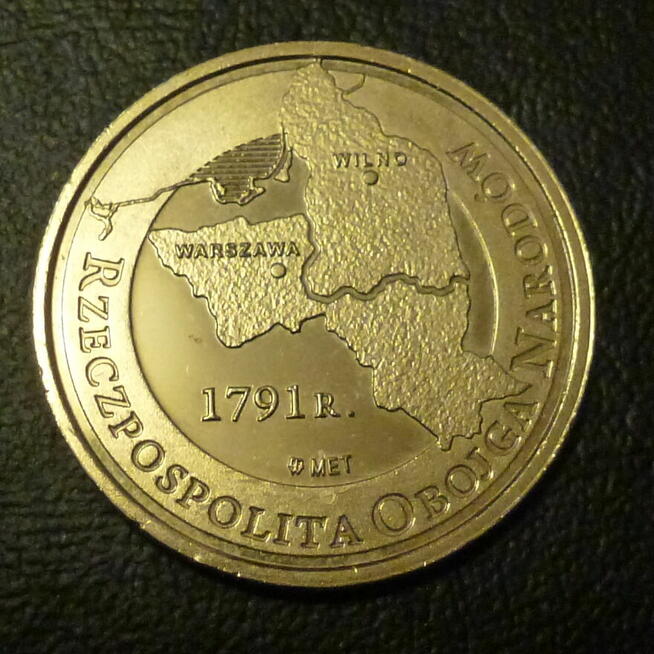 WILNO
WARSZAWA
1791 R.
MET
RZECZPOSPOLITA OBOJGA NARODÓW